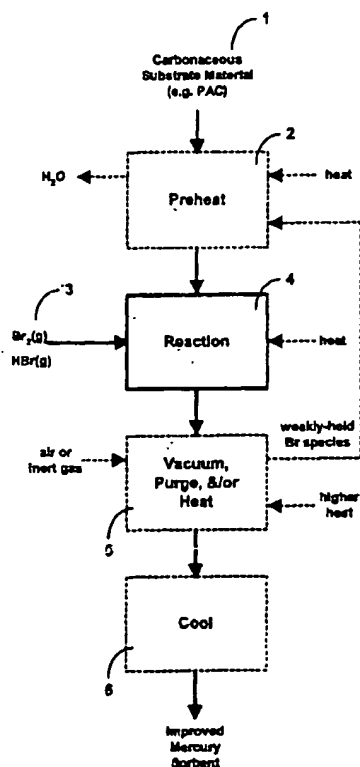 1
Carbonaceous
Substrate Material
(e.g. PAC)
2
H₂O
Preheat
heat
3
4
Br₂(g)
HBr(g)
Reaction
heat
weakly-held
Br species
air or
inert gas
Vacuum,
Purge, &/or
Heat
higher
heat
5
Cool
6
Improved
Mercury
Sorbent